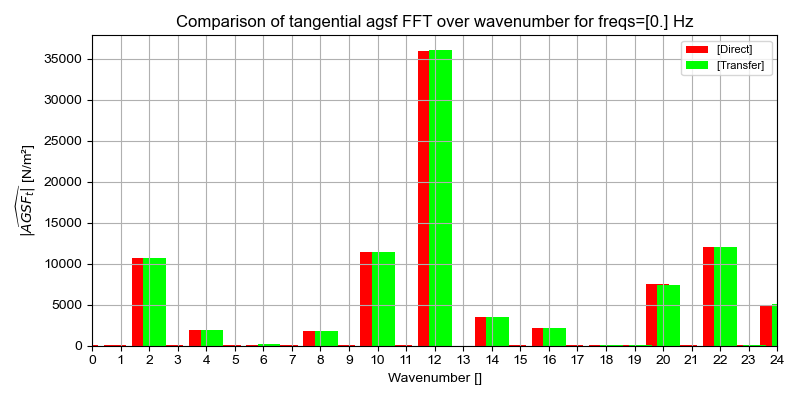 Comparison of tangential agsf FFT over wavenumber for freqs=[0.] Hz
[Direct]
[Transfer]
|AGSFt| [N/m²]
35000
30000
25000
20000
15000
10000
5000
0
0 1 2 3 4 5 6 7 8 9 10 11 12 13 14 15 16 17 18 19 20 21 22 23 24
Wavenumber []